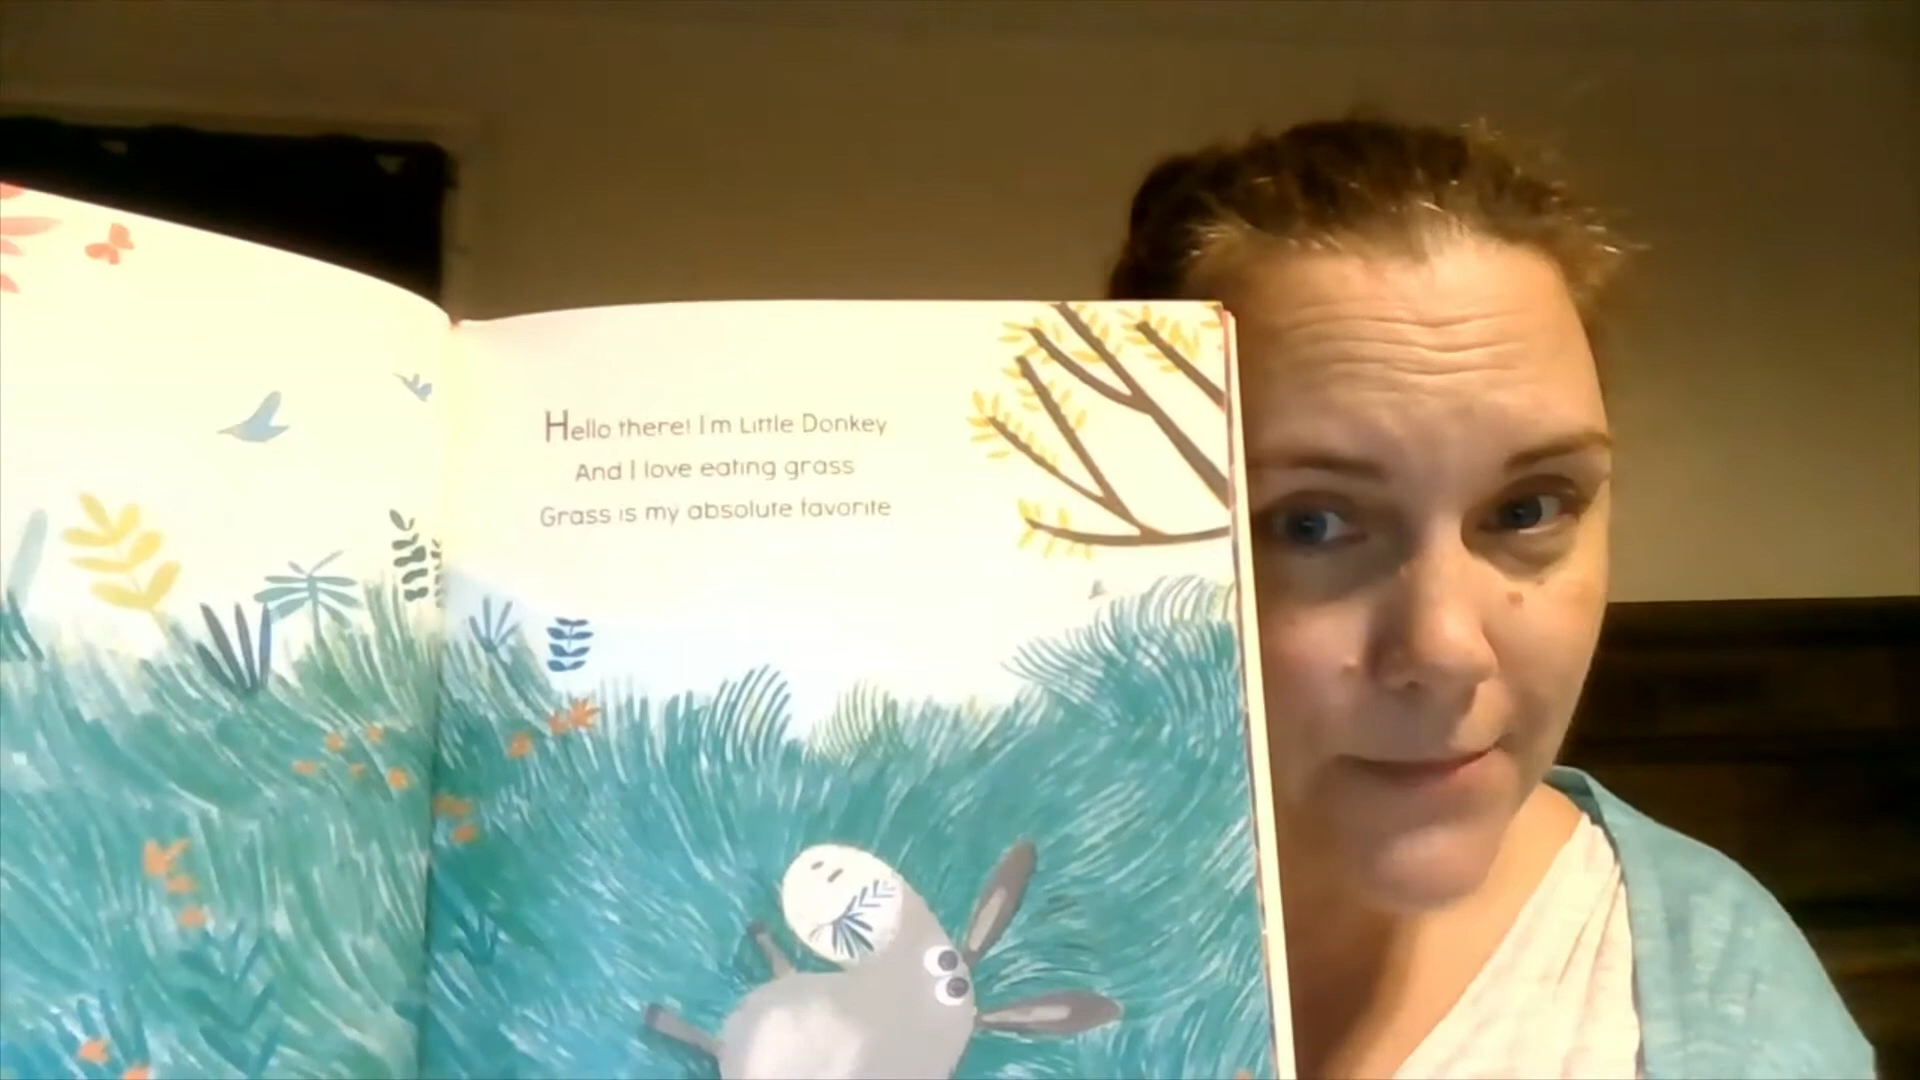 Hello there! I'm Little Donkey
And I love eating grass
Grass is my absolute favorite